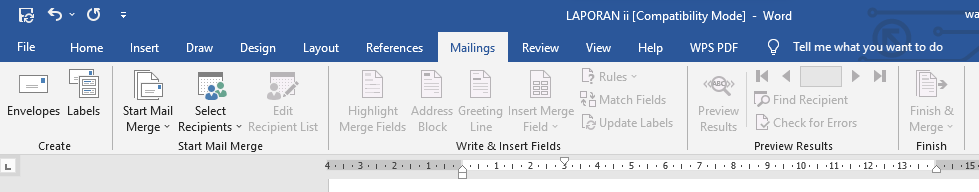 LAPORAN ii [Compatibility Mode] - Word
wa
File Home Insert Draw Design Layout References Mailings Review View Help WPS PDF Tell me what you want to do
Envelopes Labels
Create
Start Mail Merge
Select Recipients
Edit Recipient List
Start Mail Merge
Highlight Merge Fields
Address Block
Greeting Line
Insert Merge Field
Rules
Match Fields
Update Labels
Write & Insert Fields
ABC
Preview Results
Find Recipient
Check for Errors
Preview Results
Finish & Merge
Finish
L
4 3 2 1 1 2 3 4 5 6 7 8 9 10 11 12 13 15